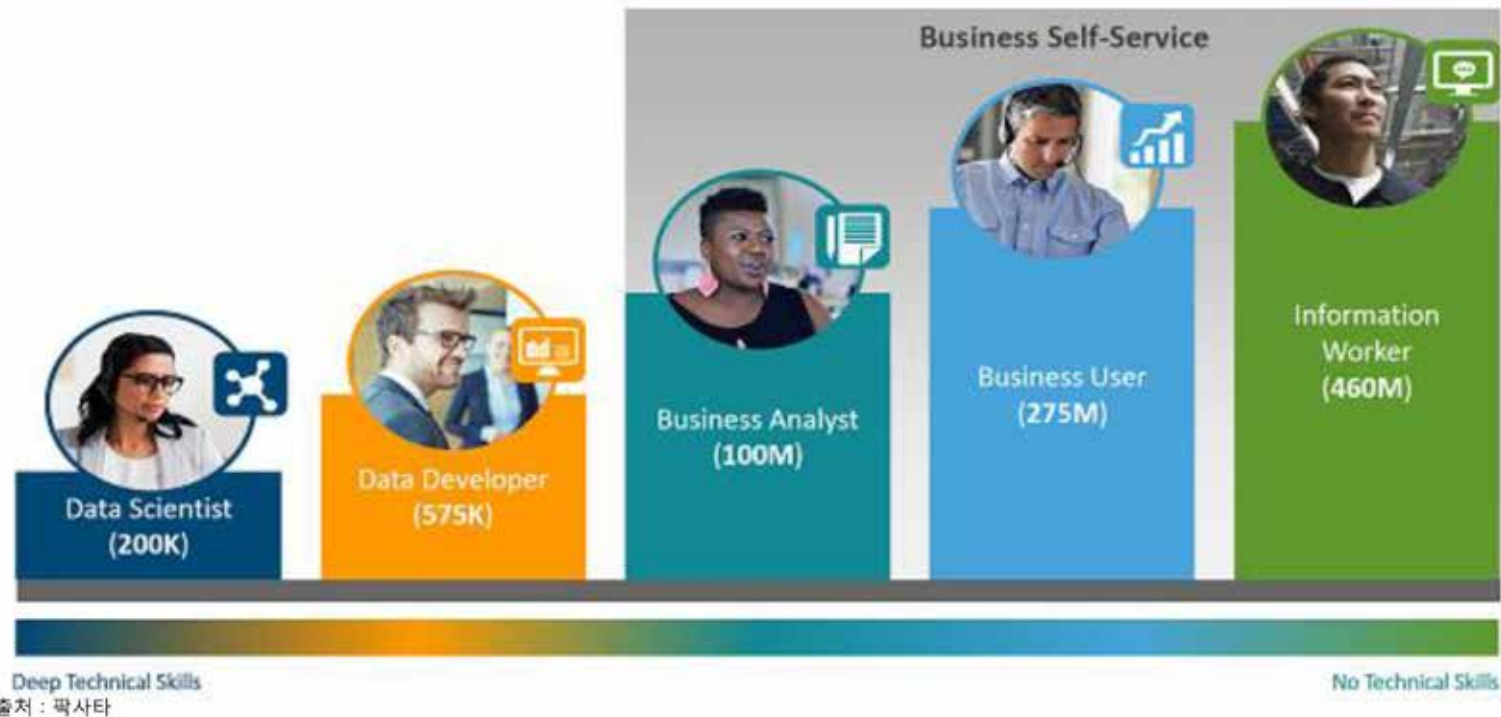 Business Self-Service
Data Scientist
(200K)
Data Developer
(575K)
Business Analyst
(100M)
Business User
(275M)
Information
Worker
(460M)
Deep Technical Skills
No Technical Skills
출처 : 팍사타